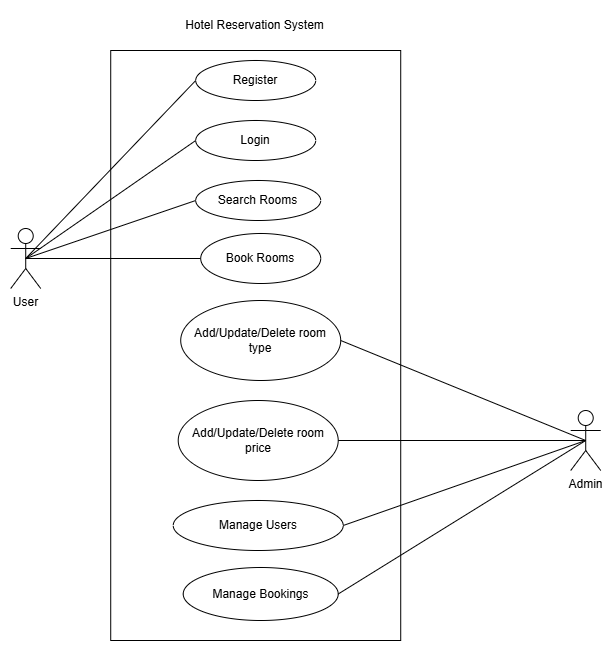 Hotel Reservation System
Register
Login
Search Rooms
Book Rooms
User
Add/Update/Delete room
type
Add/Update/Delete room
price
Admin
Manage Users
Manage Bookings